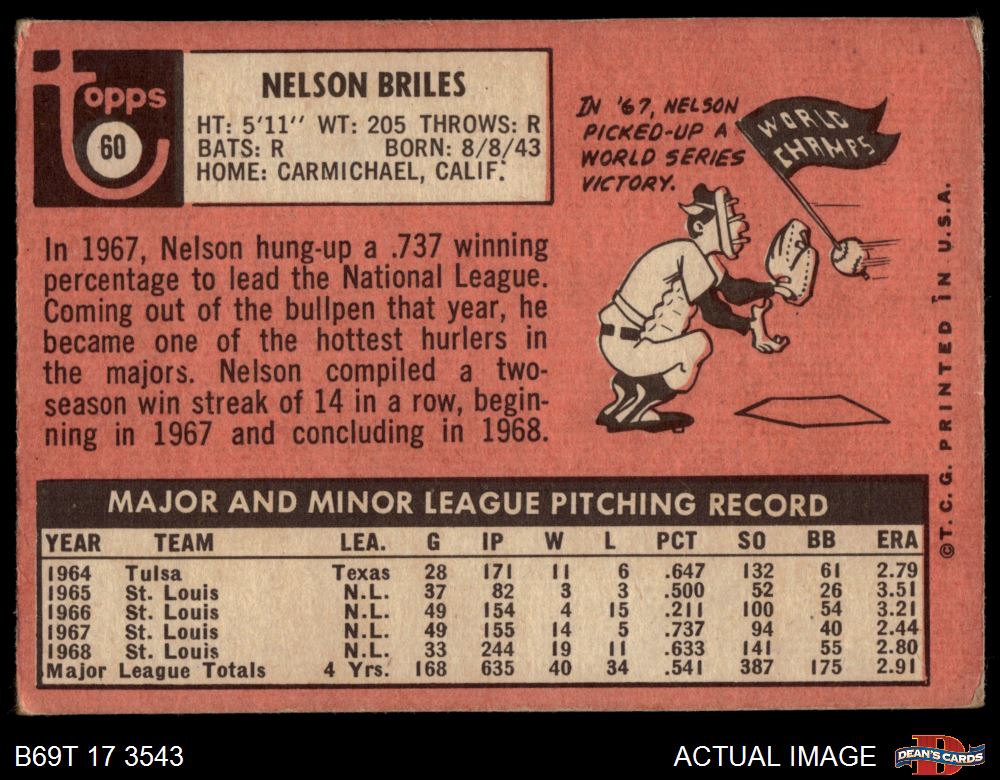 topps
60
NELSON BRILES
HT: 5'11" WT: 205 THROWS: R
BATS: R BORN: 8/8/43
HOME: CARMICHAEL, CALIF.
In 1967, Nelson hung-up a .737 winning
percentage to lead the National League.
Coming out of the bullpen that year, he
became one of the hottest hurlers in
the majors. Nelson compiled a two-
season win streak of 14 in a row, begin-
ning in 1967 and concluding in 1968.
IN '67, NELSON
PICKED-UP A
WORLD SERIES
VICTORY.
WORLD
CHAMPS
MAJOR AND MINOR LEAGUE PITCHING RECORD
YEAR TEAM LEA. G IP W L PCT SO BB ERA
1964 Tulsa Texas 28 171 11 6 .647 132 61 2.79
1965 St. Louis N.L. 37 82 3 3 .500 52 26 3.51
1966 St. Louis N.L. 49 154 4 15 .211 100 54 3.21
1967 St. Louis N.L. 49 155 14 5 .737 94 40 2.44
1968 St. Louis N.L. 33 244 19 11 .633 141 55 2.80
Major League Totals 4 Yrs. 168 635 40 34 .541 387 175 2.91
©T. C. G. PRINTED IN U.S.A.
B69T 17 3543
ACTUAL IMAGE
D
DEAN'S CARDS